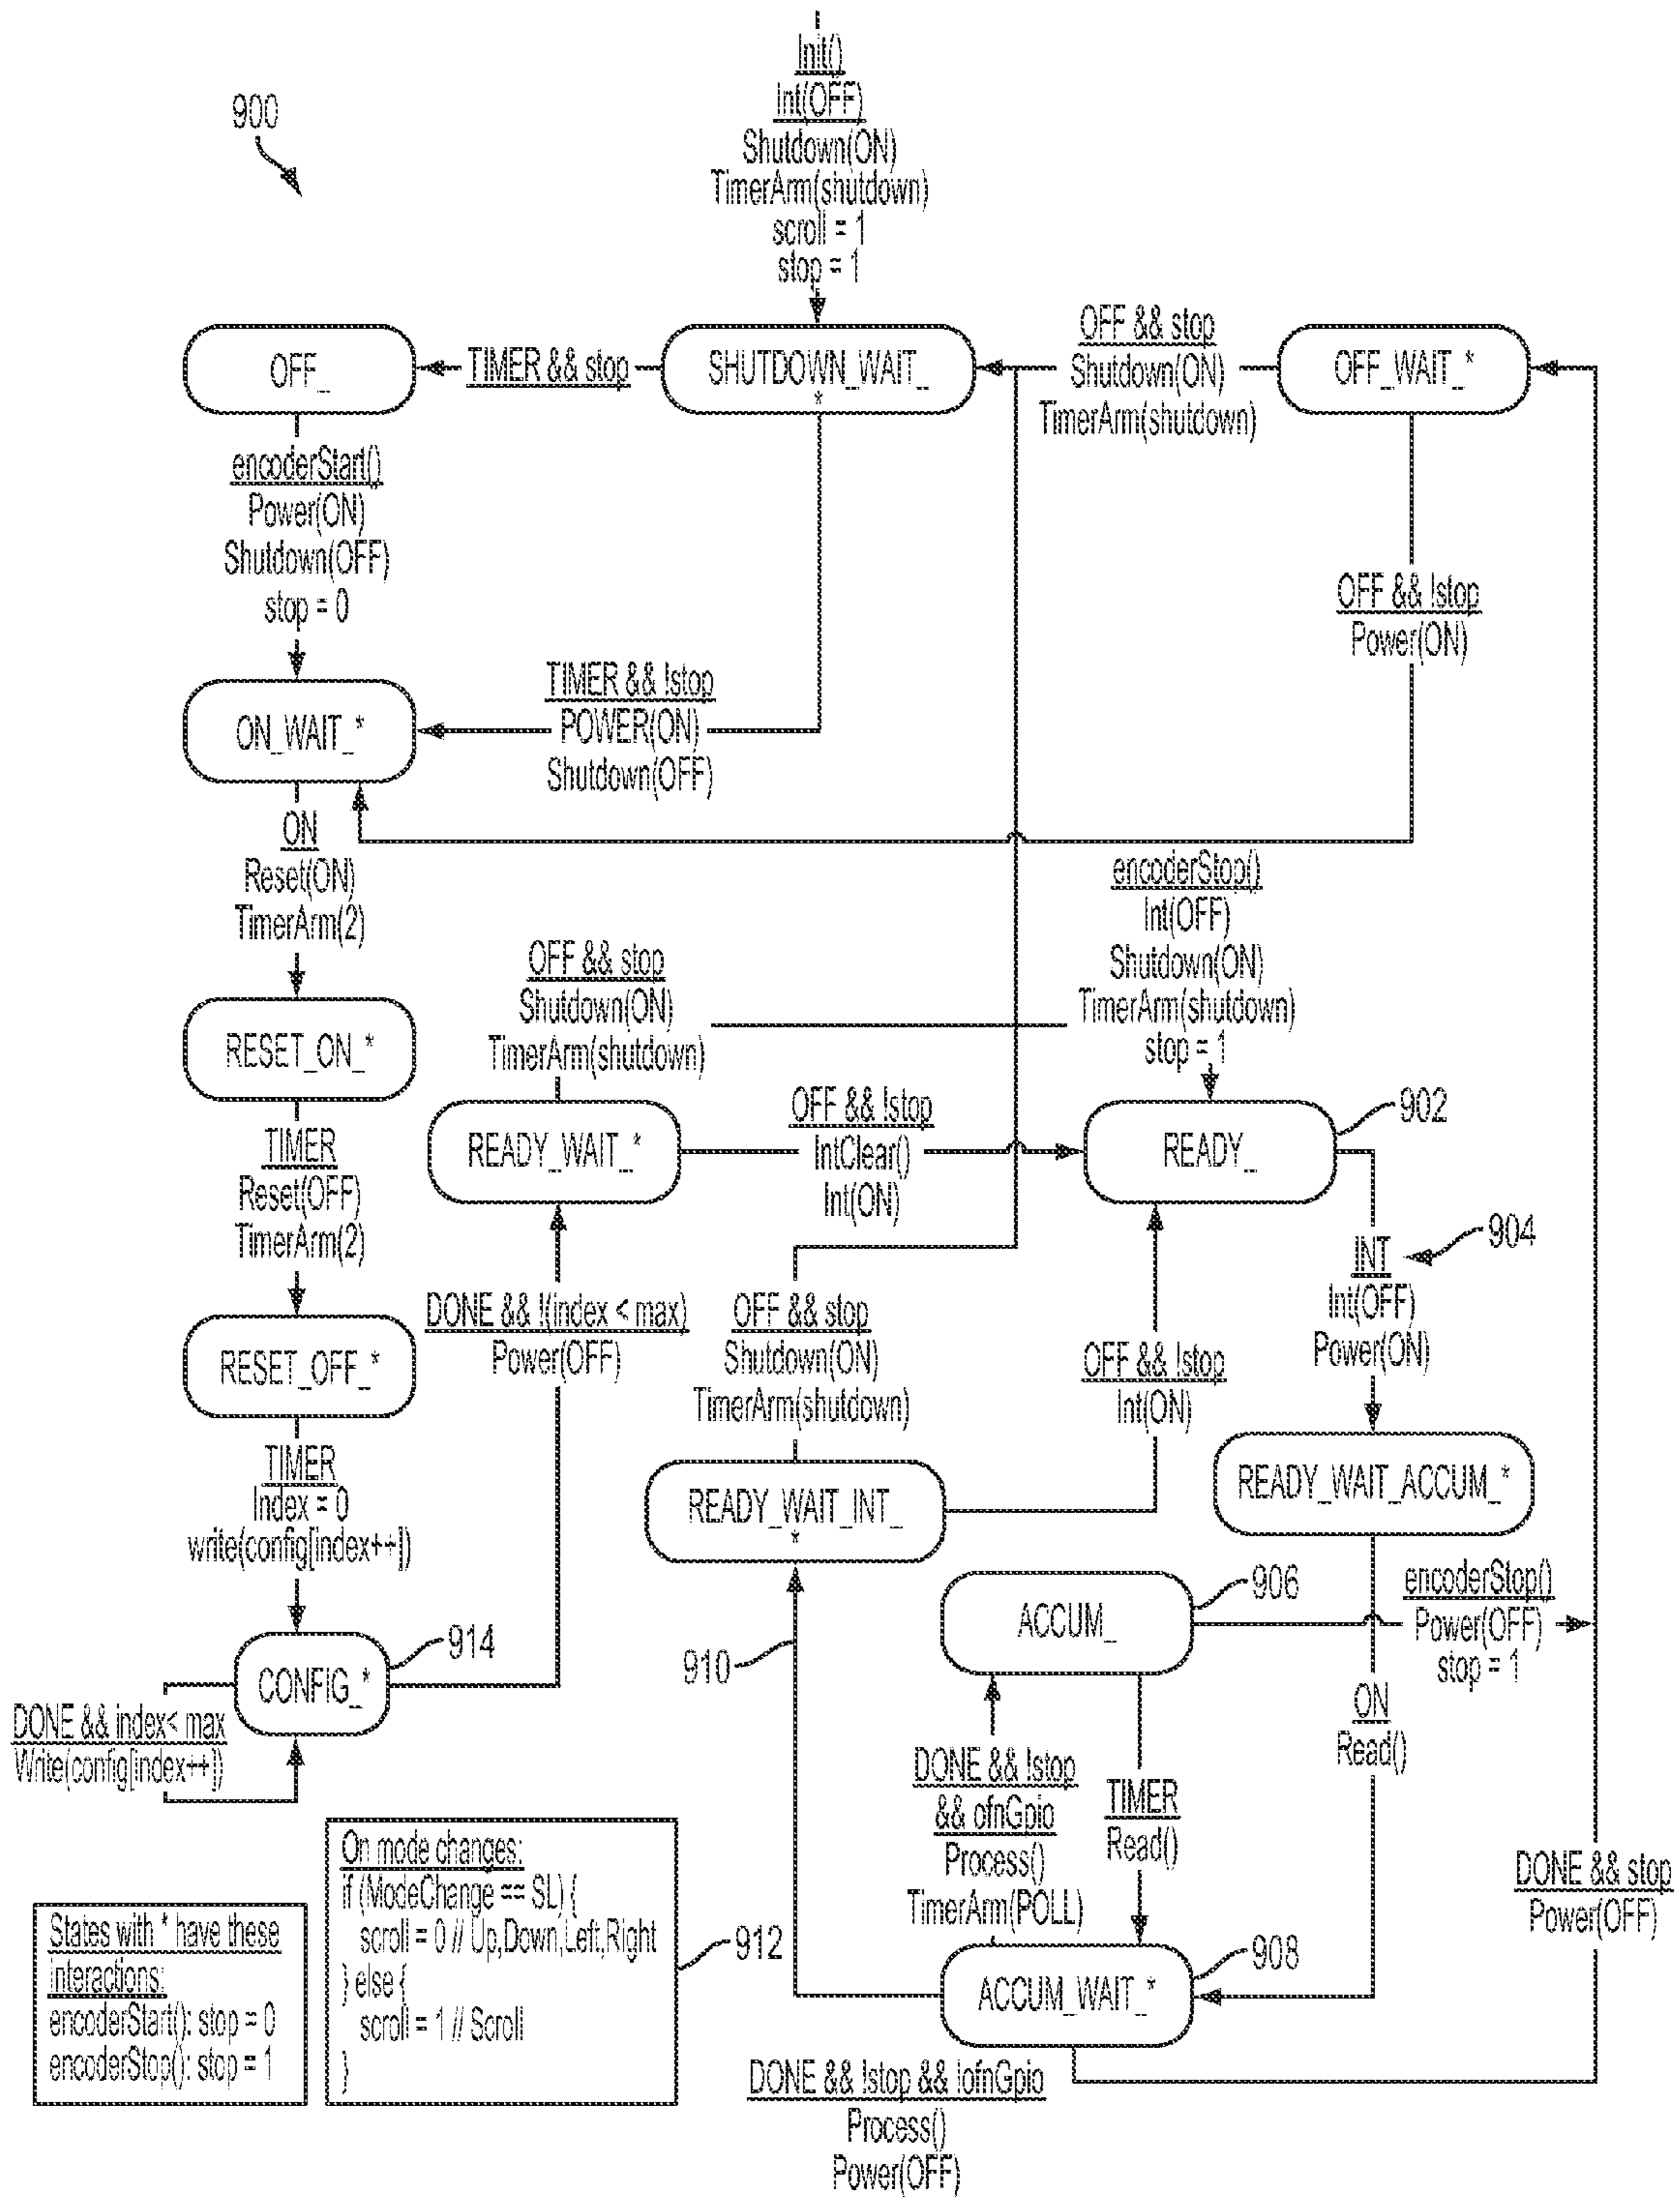 Init()
Int(OFF)
Shutdown(ON)
TimerArm(shutdown)
scroll = 1
stop = 1
900
OFF_
TIMER && stop
SHUTDOWN_WAIT_
*
OFF && stop
Shutdown(ON)
TimerArm(shutdown)
OFF_WAIT_*
encoderStart()
Power(ON)
Shutdown(OFF)
stop = 0
OFF && !stop
Power(ON)
ON_WAIT_*
TIMER && !stop
POWER(ON)
Shutdown(OFF)
ON
Reset(ON)
TimerArm(2)
encoderStop()
Int(OFF)
Shutdown(ON)
TimerArm(shutdown)
stop = 1
OFF && stop
Shutdown(ON)
TimerArm(shutdown)
RESET_ON_*
READY_WAIT_*
OFF && !stop
IntClear()
Int(ON)
READY_
902
TIMER
Reset(OFF)
TimerArm(2)
904
INT
Int(OFF)
Power(ON)
RESET_OFF_*
DONE && !(index < max)
Power(OFF)
OFF && stop
Shutdown(ON)
TimerArm(shutdown)
OFF && !stop
Int(ON)
READY_WAIT_ACCUM_*
TIMER
Index = 0
write(config[index++])
READY_WAIT_INT_
*
ACCUM_
906
encoderStop()
Power(OFF)
stop = 1
CONFIG_*
914
910
ON
Read()
DONE && index< max
Write(config[index++])
DONE && !stop
&& ofnGpio
Process()
TimerArm(POLL)
TIMER
Read()
DONE && stop
Power(OFF)
States with * have these
interactions:
encoderStart(): stop = 0
encoderStop(): stop = 1
On mode changes:
if (ModeChange == SL) {
scroll = 0 // Up,Down,Left,Right
} else {
scroll = 1 // Scroll
}
912
ACCUM_WAIT_*
908
DONE && !stop && !ofnGpio
Process()
Power(OFF)